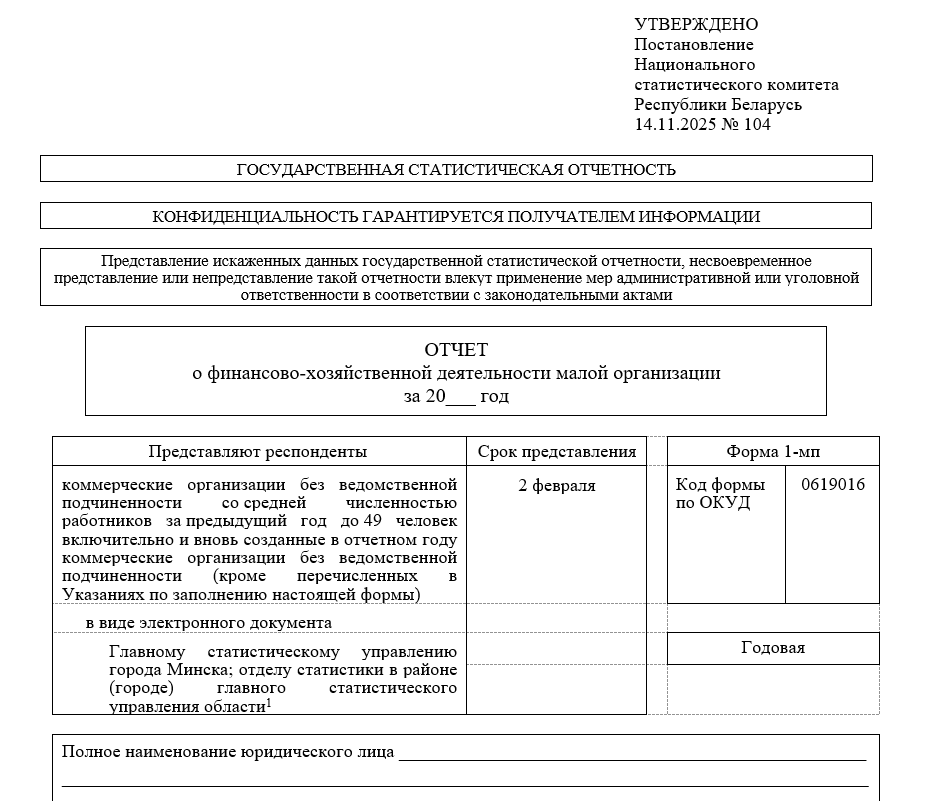 УТВЕРЖДЕНО
Постановление
Национального
статистического комитета
Республики Беларусь
14.11.2025 № 104
ГОСУДАРСТВЕННАЯ СТАТИСТИЧЕСКАЯ ОТЧЕТНОСТЬ
КОНФИДЕНЦИАЛЬНОСТЬ ГАРАНТИРУЕТСЯ ПОЛУЧАТЕЛЕМ ИНФОРМАЦИИ
Представление искаженных данных государственной статистической отчетности, несвоевременное
представление или непредставление такой отчетности влекут применение мер административной или уголовной
ответственности в соответствии с законодательными актами
ОТЧЕТ
о финансово-хозяйственной деятельности малой организации
за 20___ год
Представляют респонденты
Срок представления
Форма 1-мп
коммерческие организации без ведомственной
подчиненности со средней численностью
работников за предыдущий год до 49 человек
включительно и вновь созданные в отчетном году
коммерческие организации без ведомственной
подчиненности (кроме перечисленных в
Указаниях по заполнению настоящей формы)
2 февраля
Код формы
по ОКУД
0619016
в виде электронного документа
Главному статистическому управлению
города Минска; отделу статистики в районе
(городе) главного статистического
управления области1
Годовая
Полное наименование юридического лица